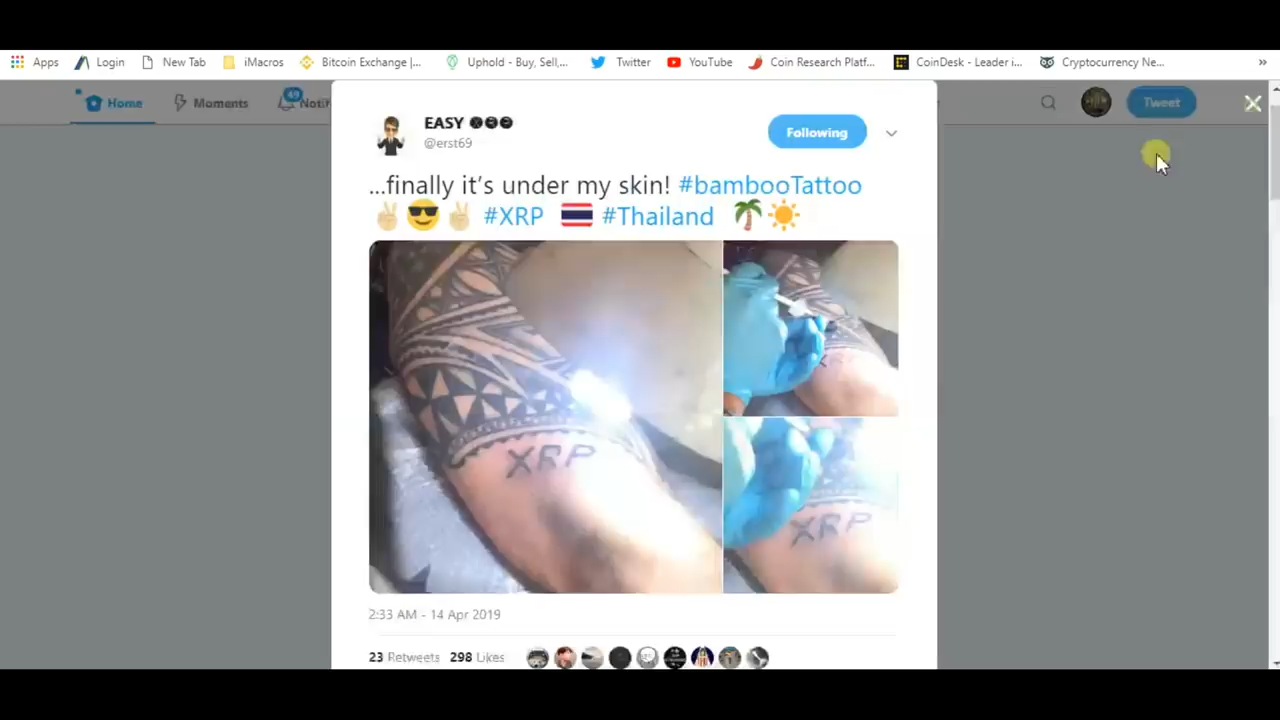 Apps Login New Tab iMacros Bitcoin Exchange |... Uphold - Buy, Sell,... Twitter YouTube Coin Research Platf... CoinDesk - Leader i... Cryptocurrency Ne... »
Home Moments 49 Tweet
EASY
@erst69
Following
...finally it's under my skin! #bambooTattoo
#XRP #Thailand
XRP
XRP
2:33 AM - 14 Apr 2019
23 Retweets 298 Likes